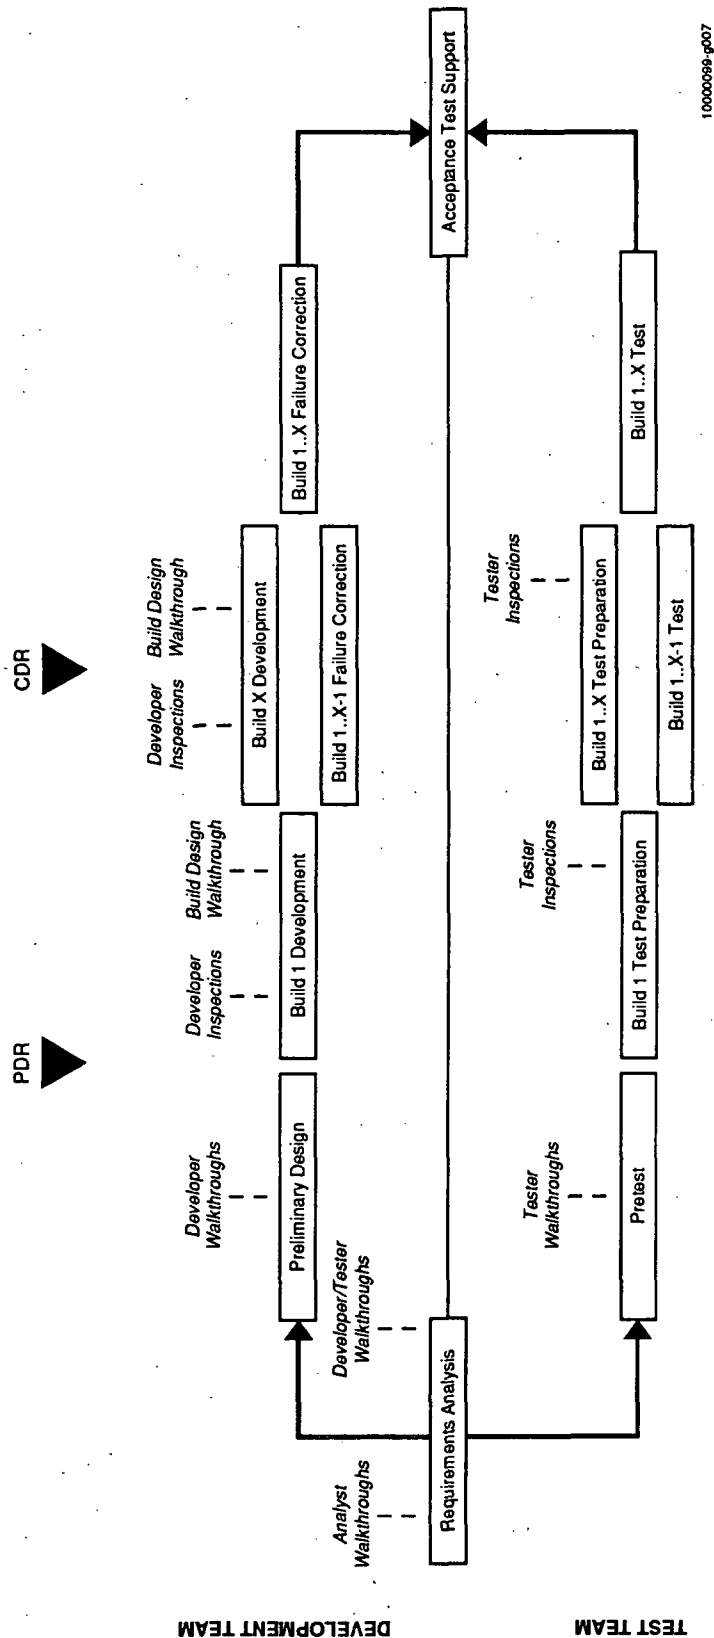 PDR
CDR
DEVELOPMENT TEAM
Developer
Walkthroughs
Developer
Inspections
Build Design
Walkthrough
Developer
Inspections
Build Design
Walkthrough
Preliminary Design
Build 1 Development
Build X Development
Build 1..X-1 Failure Correction
Build 1..X Failure Correction
Analyst
Walkthroughs
Developer/Tester
Walkthroughs
Requirements Analysis
Acceptance Test Support
TEST TEAM
Tester
Walkthroughs
Tester
Inspections
Tester
Inspections
Pretest
Build 1 Test Preparation
Build 1..X Test Preparation
Build 1..X-1 Test
Build 1..X Test
10000099-g007